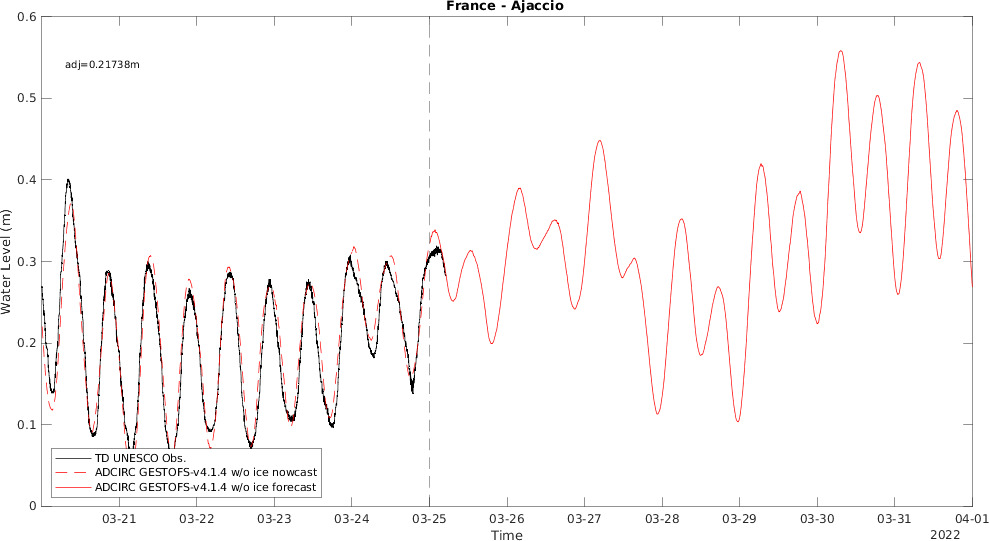 France - Ajaccio
0.6
adj=0.21738m
0.5
0.4
0.3
0.2
0.1
0
Water Level (m)
TD UNESCO Obs.
ADCIRC GESTOFS-v4.1.4 w/o ice nowcast
ADCIRC GESTOFS-v4.1.4 w/o ice forecast
03-21 03-22 03-23 03-24 03-25 03-26 03-27 03-28 03-29 03-30 03-31 04-01
Time 2022